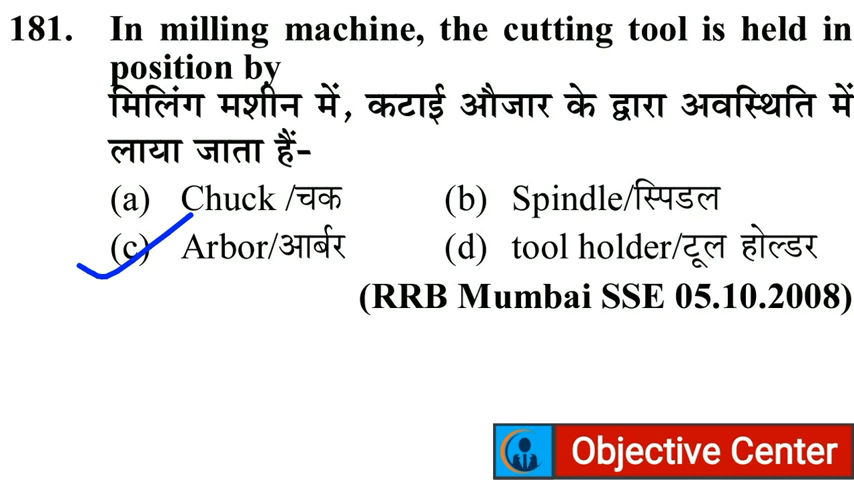 181. In milling machine, the cutting tool is held in
position by
मिलिंग मशीन में, कटाई औजार के द्वारा अवस्थिति में
लाया जाता हैं-
(a) Chuck /चक (b) Spindle/स्पिडल
(c) Arbor/आर्बर (d) tool holder/टूल होल्डर
(RRB Mumbai SSE 05.10.2008)
Objective Center